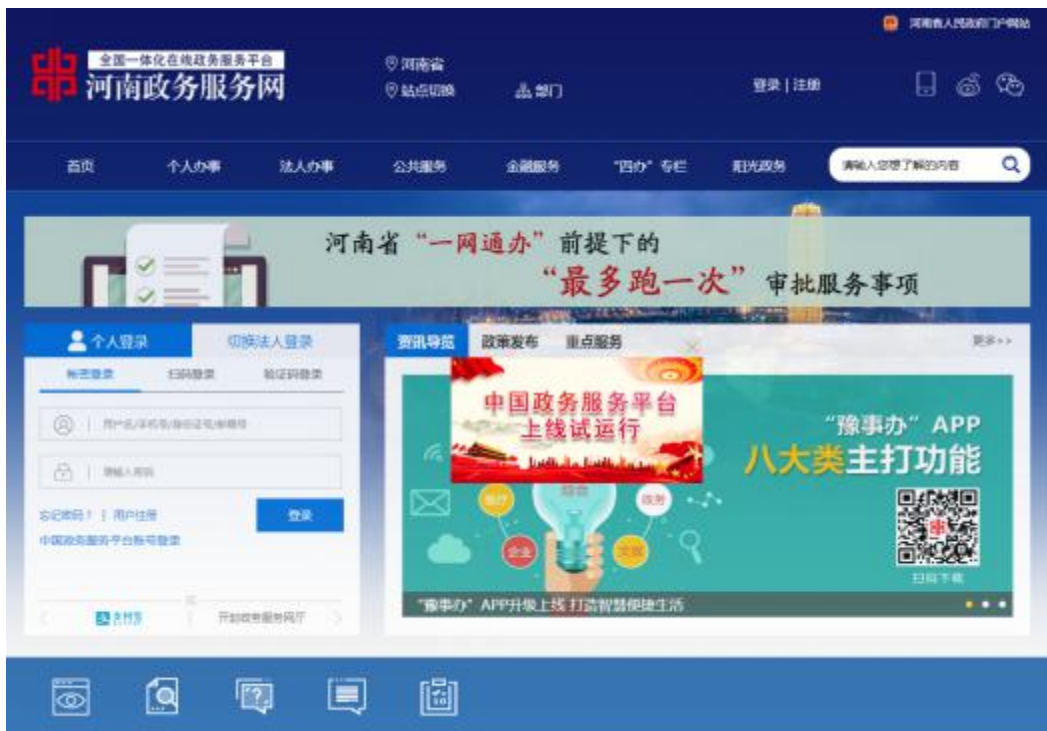 河南省人民政府门户网站
全国一体化在线政务服务平台
河南政务服务网
河南省
站点切换
部门
登录 | 注册
首页
个人办事
法人办事
公共服务
金融服务
"四办" 专栏
阳光政务
请输入您想了解的内容
河南省“一网通办”前提下的
“最多跑一次”审批服务事项
个人登录
切换法人登录
帐密登录
扫码登录
验证码登录
用户名/手机号/身份证号/邮箱号
请输入密码
忘记密码! | 用户注册
登录
中国政务服务平台账号登录
支付宝
资讯导览
政策发布
重点服务
更多>>
中国政务服务平台
上线试运行
“豫事办” APP
八大类主打功能
综合
政务
企业
扫码下载
“豫事办” APP升级上线 打造智慧便捷生活